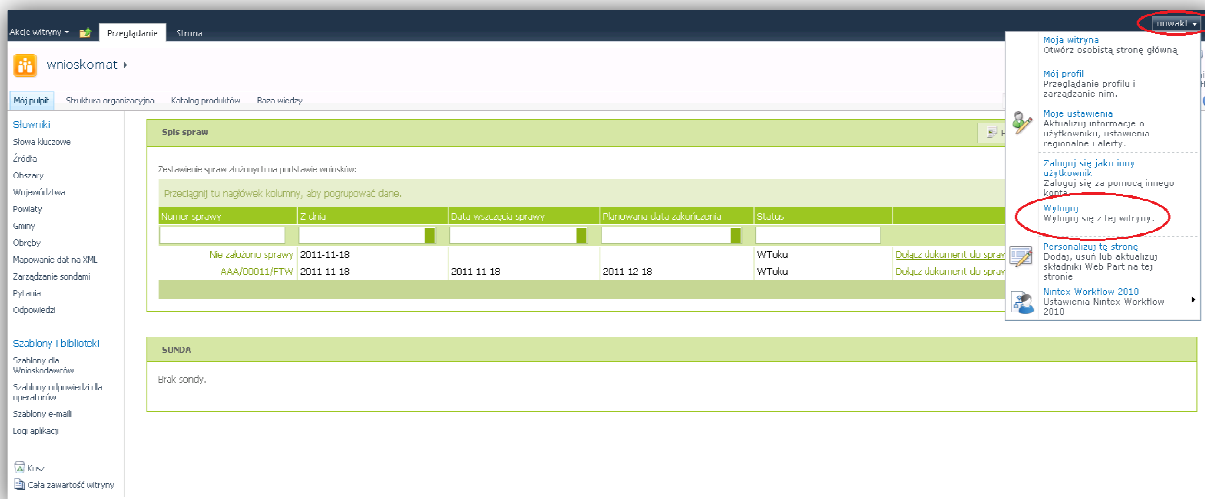 Akcje witryny
Przeglądanie
Strona
nowakt
wnioskomat
Mój pulpit
Struktura organizacyjna
Katalog produktów
Baza wiedzy
Słowniki
Słowa kluczowe
Źródła
Obszary
Województwa
Powiaty
Gminy
Obręby
Mapowanie dat na XML
Zarządzanie sondami
Pytania
Odpowiedzi
Szablony i biblioteki
Szablony dla
Wnioskodawców
Szablony odpowiedzi dla
operatorów
Szablony e-maili
Logi aplikacji
Kosz
Cała zawartość witryny
Spis spraw
Zestawienie spraw złożonych na podstawie wniosków:
Przeciągnij tu nagłówek kolumny, aby pogrupować dane.
Numer sprawy Z dnia Data wszczęcia sprawy Planowana data zakończenia Status
Nie założono sprawy 2011-11-18 WToku Dołącz dokument do spraw
AAA/00011/FTW 2011-11-18 2011-11-18 2011-12-18 WToku Dołącz dokument do spraw
SONDA
Brak sondy.
Moja witryna
Otwórz osobistą stronę główną
Mój profil
Przeglądanie profilu i
zarządzanie nim.
Moje ustawienia
Aktualizuj informacje o
użytkowniku, ustawienia
regionalne i alerty.
Zaloguj się jako inny
użytkownik
Zaloguj się za pomocą innego
konta.
Wyloguj
Wyloguj się z tej witryny.
Personalizuj tę stronę
Dodaj, usuń lub aktualizuj
składniki Web Part na tej
stronie
Nintex Workflow 2010
Ustawienia Nintex Workflow
2010